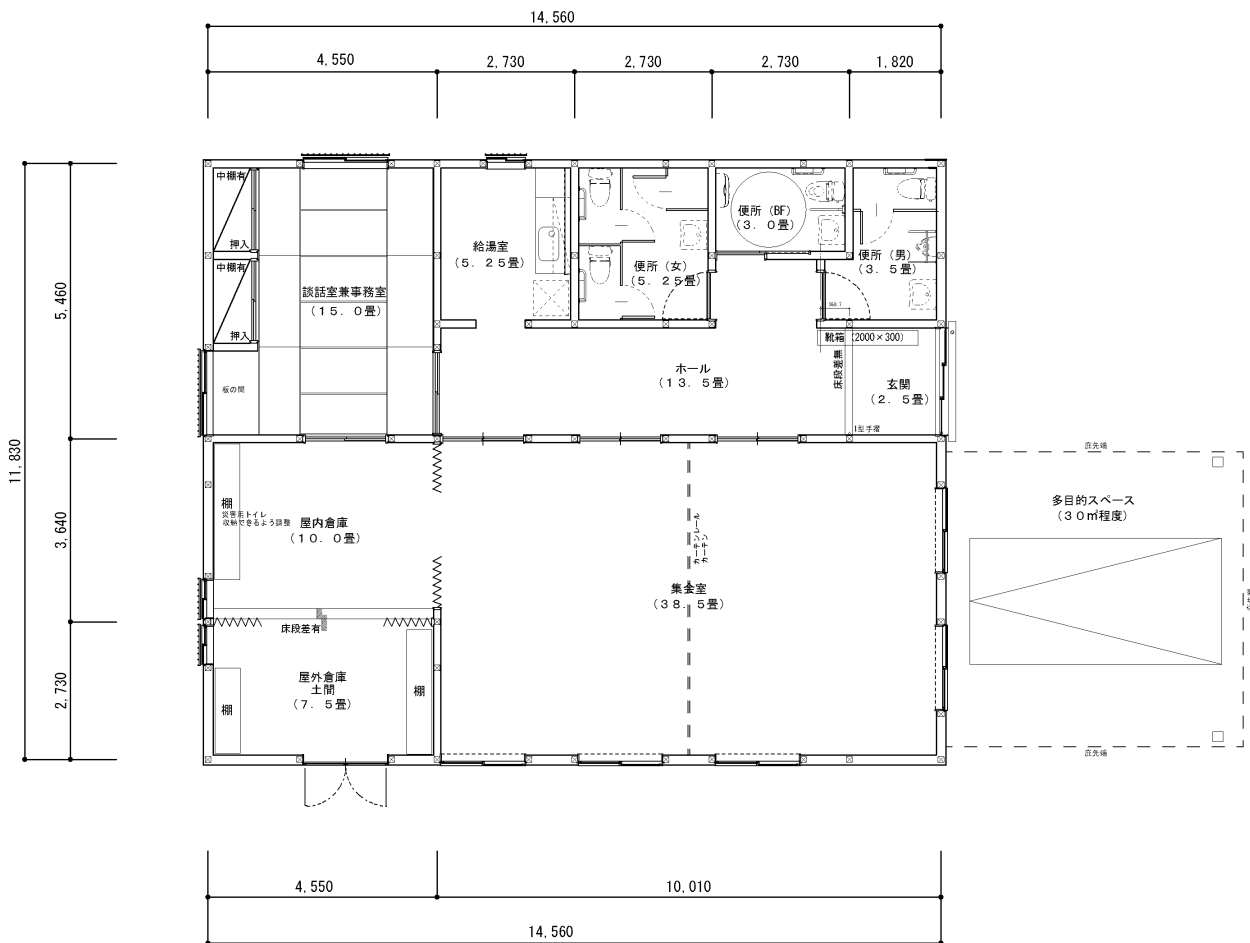 14,560
4,550
2,730
2,730
2,730
1,820
中棚有
押入
中棚有
押入
談話室兼事務室
(15.0畳)
板の間
給湯室
(5.25畳)
便所(女)
(5.25畳)
便所(BF)
(3.0畳)
便所(男)
(3.5畳)
靴箱(2000×300)
床段差無
ホール
(13.5畳)
玄関
(2.5畳)
I型手摺
5,460
11,830
3,640
2,730
棚
災害用トイレ
収納できるよう調整
屋内倉庫
(10.0畳)
床段差有
屋外倉庫
土間
(7.5畳)
棚
棚
カーテンレール
カーテン
集会室
(38.5畳)
庇先端
多目的スペース
(30㎡程度)
庇先端
4,550
10,010
14,560